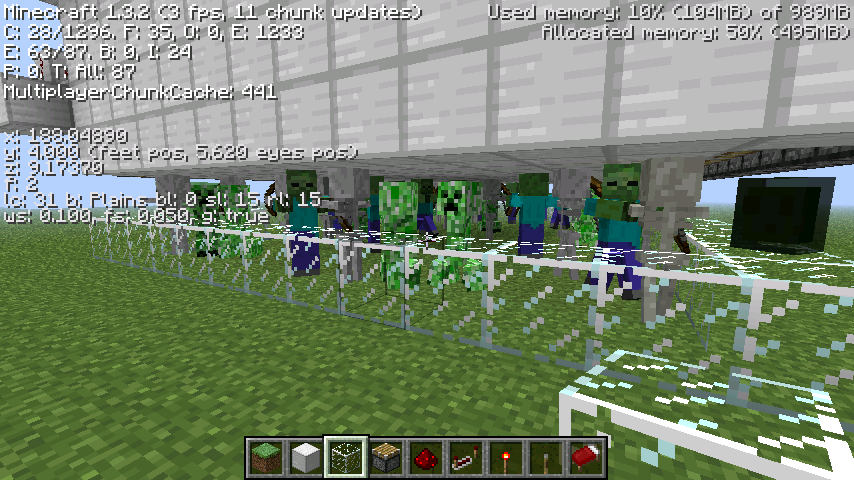 Minecraft 1.3.2 (3 fps, 11 chunk updates)
Used memory: 10% (104MB) of 989MB
C: 28/1296, F: 35, O: 0, E: 1233
Allocated memory: 50% (495MB)
E: 63/87. B: 0, I: 24
P: 0. T: All: 87
MultiplayerChunkCache: 441
x: 199.04690
y: 4.000 (feet pos, 5.620 eyes pos)
z: 9.17370
f: 2
lc: 31 b: Plains bl: 0 sl: 15 rl: 15
ws: 0.100, fs: 0.050, g: true